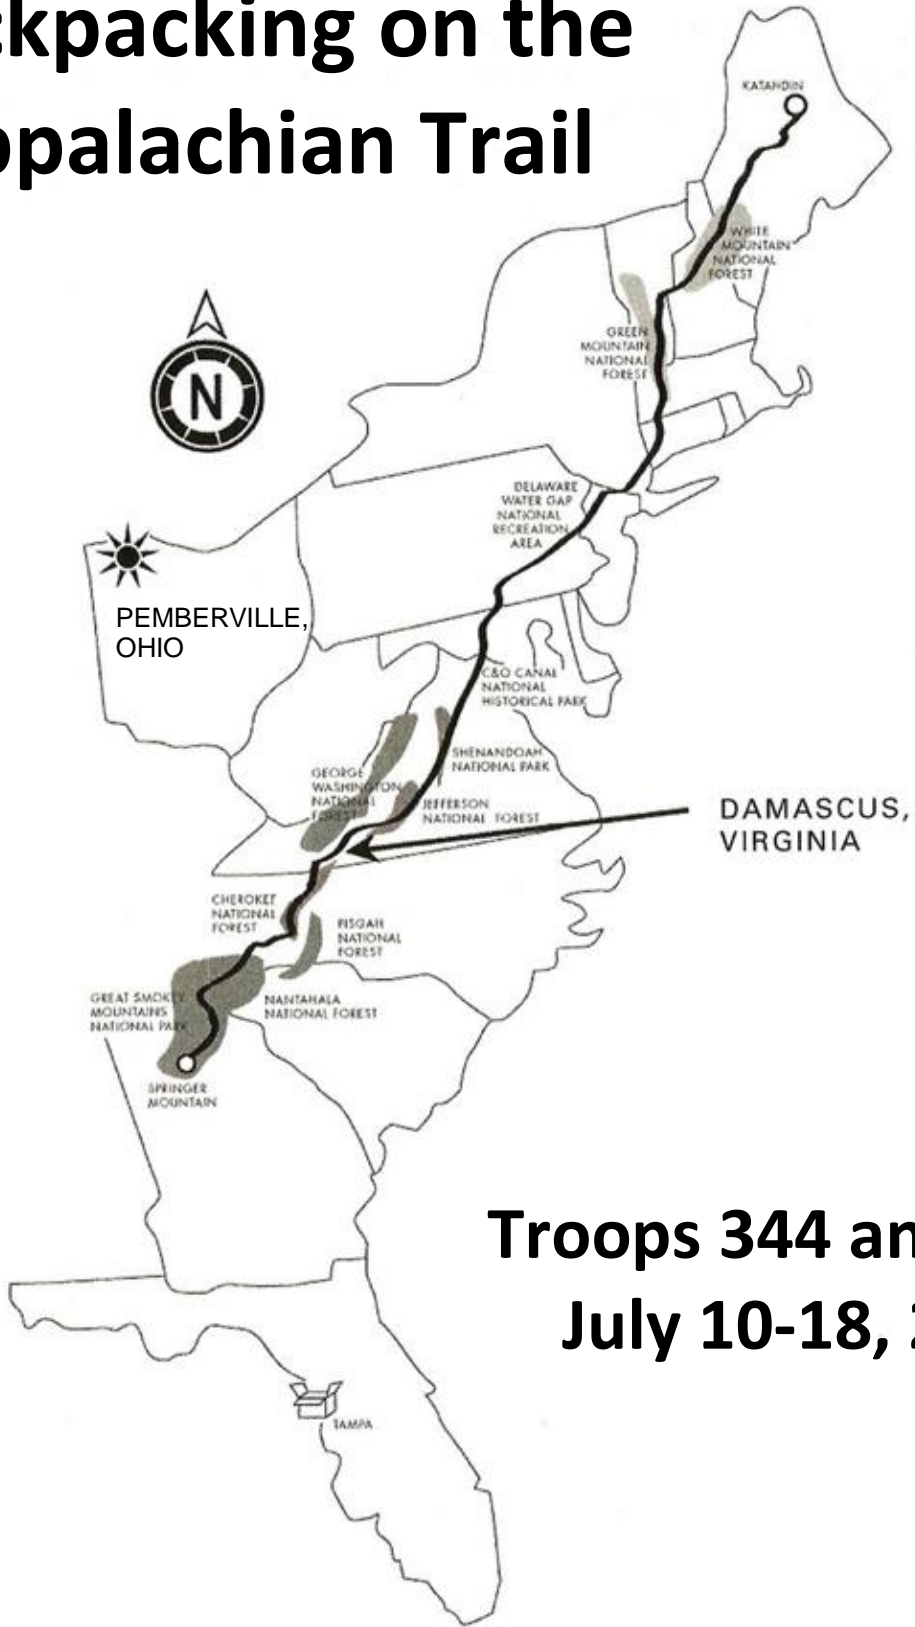 ckpacking on the
ppalachian Trail
KATAHDIN
WHITE
MOUNTAIN
NATIONAL
FOREST
GREEN
MOUNTAIN
NATIONAL
FOREST
N
DELAWARE
WATER GAP
NATIONAL
RECREATION
AREA
PEMBERVILLE,
OHIO
C&O CANAL
NATIONAL
HISTORICAL PARK
SHENANDOAH
NATIONAL PARK
GEORGE
WASHINGTON
NATIONAL
FOREST
JEFFERSON
NATIONAL FOREST
DAMASCUS,
VIRGINIA
CHEROKEE
NATIONAL
FOREST
PISGAH
NATIONAL
FOREST
GREAT SMOKEY
MOUNTAINS
NATIONAL PARK
NANTAHALA
NATIONAL FOREST
SPRINGER
MOUNTAIN
Troops 344 an
July 10-18, 2
TAMPA